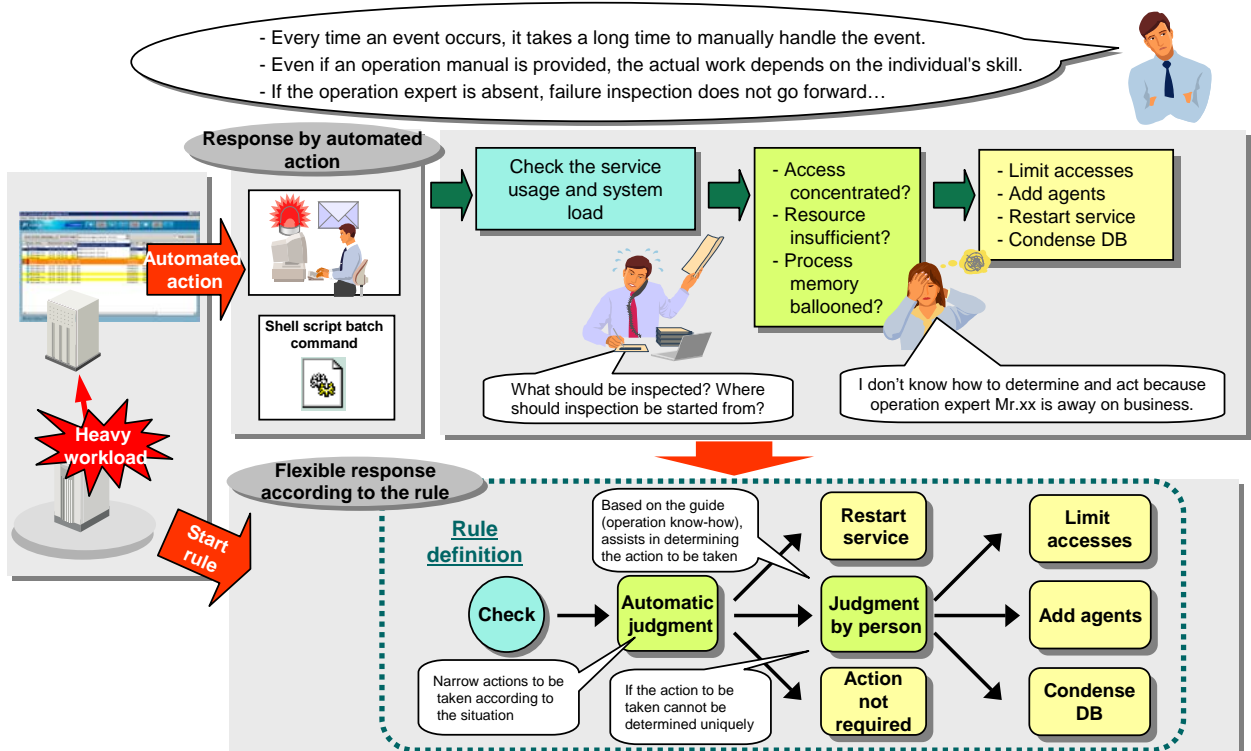 - Every time an event occurs, it takes a long time to manually handle the event.
- Even if an operation manual is provided, the actual work depends on the individual's skill.
- If the operation expert is absent, failure inspection does not go forward…
Response by automated
action
Check the service
usage and system
load
- Access
concentrated?
- Resource
insufficient?
- Process
memory
ballooned?
- Limit accesses
- Add agents
- Restart service
- Condense DB
Automated
action
Shell script batch
command
What should be inspected? Where
should inspection be started from?
I don’t know how to determine and act because
operation expert Mr.xx is away on business.
Heavy
workload
Start
rule
Flexible response
according to the rule
Rule
definition
Based on the guide
(operation know-how),
assists in determining
the action to be taken
Restart
service
Limit
accesses
Check
Automatic
judgment
Judgment
by person
Add agents
Narrow actions to be
taken according to
the situation
If the action to be
taken cannot be
determined uniquely
Action
not
required
Condense
DB